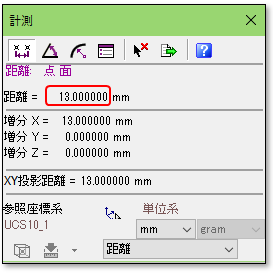 計測
距離: 点 面
距離 = 13.000000 mm
増分 X = 13.000000 mm
増分 Y = 0.000000 mm
増分 Z = 0.000000 mm
XY投影距離 = 13.000000 mm
参照座標系 単位系
UCS10_1 mm gram
距離